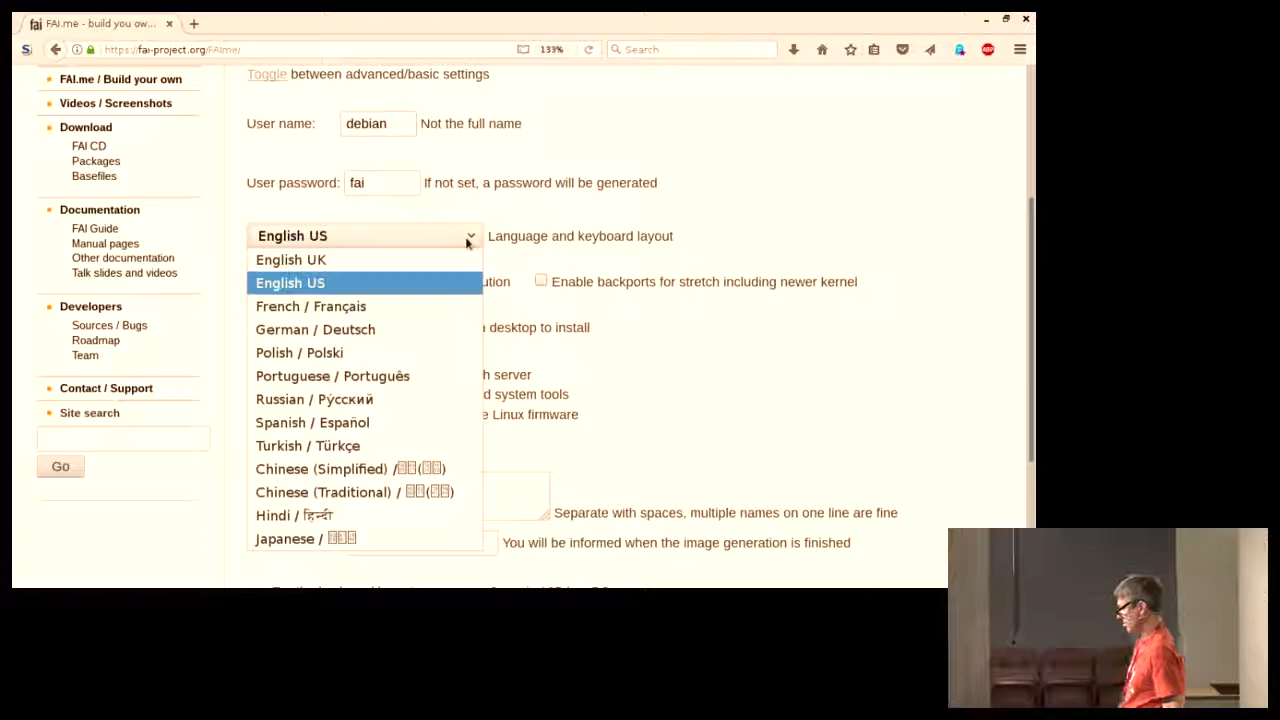 fai FAI.me - build you ow...
https://fai-project.org/FAIme/
133%
Search
ABP
FAI.me / Build your own
Videos / Screenshots
Download
FAI CD
Packages
Basefiles
Documentation
FAI Guide
Manual pages
Other documentation
Talk slides and videos
Developers
Sources / Bugs
Roadmap
Team
Contact / Support
Site search
Go
Toggle between advanced/basic settings
User name: debian Not the full name
User password: fai If not set, a password will be generated
English US Language and keyboard layout
English UK
English US
ution Enable backports for stretch including newer kernel
French / Français
German / Deutsch
desktop to install
Polish / Polski
Portuguese / Português
h server
Russian / Ру́сский
d system tools
e Linux firmware
Spanish / Español
Turkish / Türkçe
Chinese (Simplified) /
Chinese (Traditional) /
Separate with spaces, multiple names on one line are fine
Hindi / हिन्दी
Japanese /
You will be informed when the image generation is finished